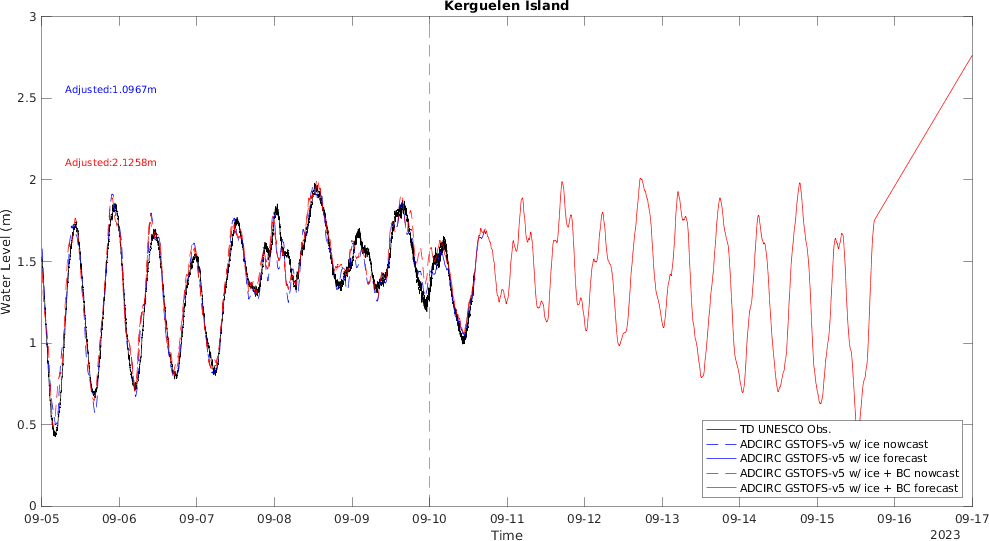 Kerguelen Island
3
2.5
2
1.5
1
0.5
0
Water Level (m)
Adjusted:1.0967m
Adjusted:2.1258m
TD UNESCO Obs.
ADCIRC GSTOFS-v5 w/ ice nowcast
ADCIRC GSTOFS-v5 w/ ice forecast
ADCIRC GSTOFS-v5 w/ ice + BC nowcast
ADCIRC GSTOFS-v5 w/ ice + BC forecast
09-05 09-06 09-07 09-08 09-09 09-10 09-11 09-12 09-13 09-14 09-15 09-16 09-17
Time
2023